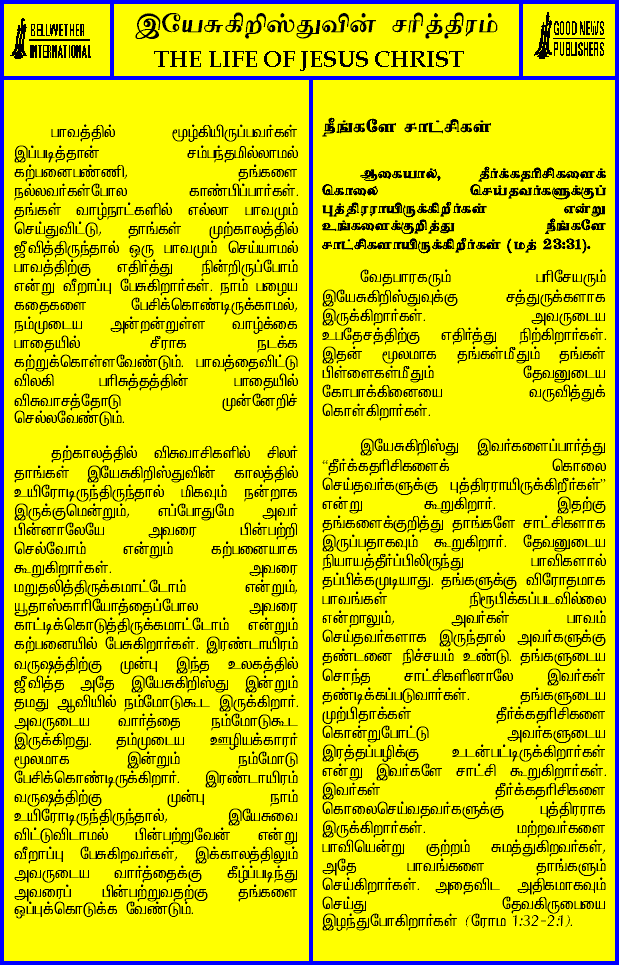 BELLWETHER
INTERNATIONAL
இயேசுகிறிஸ்துவின் சரித்திரம்
THE LIFE OF JESUS CHRIST
GOOD NEWS
PUBLISHERS
பாவத்தில் மூழ்கியிருப்பவர்கள்
இப்படித்தான் சம்பந்தமில்லாமல்
கற்பனைபண்ணி, தங்களை
நல்லவர்கள்போல காண்பிப்பார்கள்.
தங்கள் வாழ்நாட்களில் எல்லா பாவமும்
செய்துவிட்டு, தாங்கள் முற்காலத்தில்
ஜீவித்திருந்தால் ஒரு பாவமும் செய்யாமல்
பாவத்திற்கு எதிர்த்து நின்றிருப்போம்
என்று வீறாப்பு பேசுகிறார்கள். நாம் பழைய
கதைகளை பேசிக்கொண்டிருக்காமல்,
நம்முடைய அன்றன்றுள்ள வாழ்க்கை
பாதையில் சீராக நடக்க
கற்றுக்கொள்ளவேண்டும். பாவத்தைவிட்டு
விலகி பரிசுத்தத்தின் பாதையில்
விசுவாசத்தோடு முன்னேறிச்
செல்லவேண்டும்.
தற்காலத்தில் விசுவாசிகளில் சிலர்
தாங்கள் இயேசுகிறிஸ்துவின் காலத்தில்
உயிரோடிருந்திருந்தால் மிகவும் நன்றாக
இருக்குமென்றும், எப்போதுமே அவர்
பின்னாலேயே அவரை பின்பற்றி
செல்வோம் என்றும் கற்பனையாக
கூறுகிறார்கள். அவரை
மறுதலித்திருக்கமாட்டோம் என்றும்,
யூதாஸ்காரியோத்தைப்போல அவரை
காட்டிக்கொடுத்திருக்கமாட்டோம் என்றும்
கற்பனையில் பேசுகிறார்கள். இரண்டாயிரம்
வருஷத்திற்கு முன்பு இந்த உலகத்தில்
ஜீவித்த அதே இயேசுகிறிஸ்து இன்றும்
தமது ஆவியில் நம்மோடுகூட இருக்கிறார்.
அவருடைய வார்த்தை நம்மோடுகூட
இருக்கிறது. தம்முடைய ஊழியக்காரர்
மூலமாக இன்றும் நம்மோடு
பேசிக்கொண்டிருக்கிறார். இரண்டாயிரம்
வருஷத்திற்கு முன்பு நாம்
உயிரோடிருந்திருந்தால், இயேசுவை
விட்டுவிடாமல் பின்பற்றுவேன் என்று
வீறாப்பு பேசுகிறவர்கள், இக்காலத்திலும்
அவருடைய வார்த்தைக்கு கீழ்ப்படிந்து
அவரைப் பின்பற்றுவதற்கு தங்களை
ஒப்புக்கொடுக்க வேண்டும்.
நீங்களே சாட்சிகள்
ஆகையால், தீர்க்கதரிசிகளைக்
கொலை செய்தவர்களுக்குப்
புத்திரராயிருக்கிறீர்கள் என்று
உங்களைக்குறித்து நீங்களே
சாட்சிகளாயிருக்கிறீர்கள் (மத் 23:31).
வேதபாரகரும் பரிசேயரும்
இயேசுகிறிஸ்துவுக்கு சத்துருக்களாக
இருக்கிறார்கள். அவருடைய
உபதேசத்திற்கு எதிர்த்து நிற்கிறார்கள்.
இதன் மூலமாக தங்கள்மீதும் தங்கள்
பிள்ளைகள்மீதும் தேவனுடைய
கோபாக்கினையை வருவித்துக்
கொள்கிறார்கள்.
இயேசுகிறிஸ்து இவர்களைப்பார்த்து
“தீர்க்கதரிசிகளைக் கொலை
செய்தவர்களுக்கு புத்திரராயிருக்கிறீர்கள்”
என்று கூறுகிறார். இதற்கு
தங்களைக்குறித்து தாங்களே சாட்சிகளாக
இருப்பதாகவும் கூறுகிறார். தேவனுடைய
நியாயத்தீர்ப்பிலிருந்து பாவிகளால்
தப்பிக்கமுடியாது. தங்களுக்கு விரோதமாக
பாவங்கள் நிரூபிக்கப்படவில்லை
என்றாலும், அவர்கள் பாவம்
செய்தவர்களாக இருந்தால் அவர்களுக்கு
தண்டனை நிச்சயம் உண்டு. தங்களுடைய
சொந்த சாட்சிகளினாலே இவர்கள்
தண்டிக்கப்படுவார்கள். தங்களுடைய
முற்பிதாக்கள் தீர்க்கதரிசிகளை
கொன்றுபோட்டு அவர்களுடைய
இரத்தப்பழிக்கு உடன்பட்டிருக்கிறார்கள்
என்று இவர்களே சாட்சி கூறுகிறார்கள்.
இவர்கள் தீர்க்கதரிசிகளை
கொலைசெய்வதவர்களுக்கு புத்திரராக
இருக்கிறார்கள். மற்றவர்களை
பாவியென்று குற்றம் சுமத்துகிறவர்கள்,
அதே பாவங்களை தாங்களும்
செய்கிறார்கள். அதைவிட அதிகமாகவும்
செய்து தேவகிருபையை
இழந்துபோகிறார்கள் (ரோம 1:32-2:1).